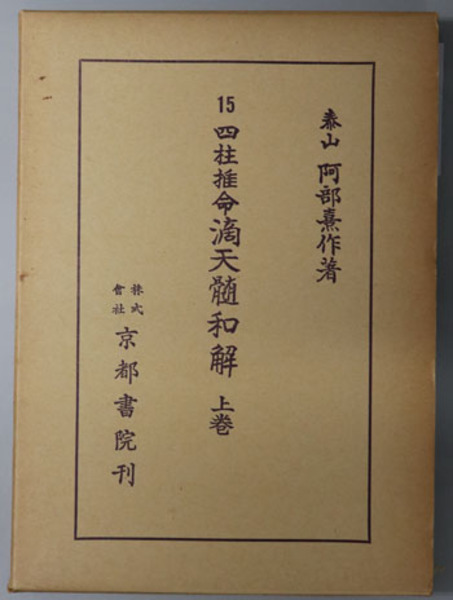 泰山 阿部熹作著
15 四柱推命滴天髓和解 上巻
株式會社 京都書院刊